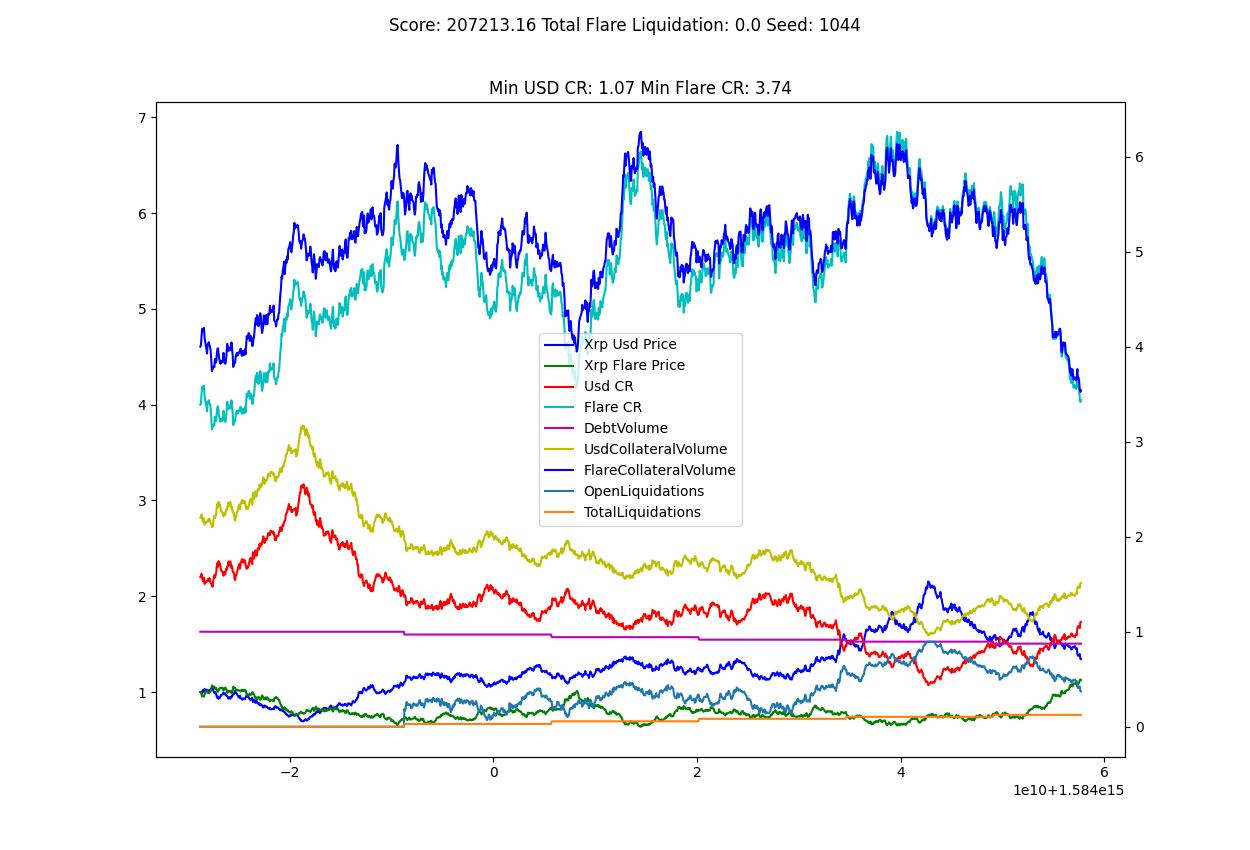 Score: 207213.16 Total Flare Liquidation: 0.0 Seed: 1044
Min USD CR: 1.07 Min Flare CR: 3.74
7
6
5
4
3
2
1
6
5
4
3
2
1
0
Xrp Usd Price
Xrp Flare Price
Usd CR
Flare CR
DebtVolume
UsdCollateralVolume
FlareCollateralVolume
OpenLiquidations
TotalLiquidations
−2 0 2 4 6
1e10+1.584e15